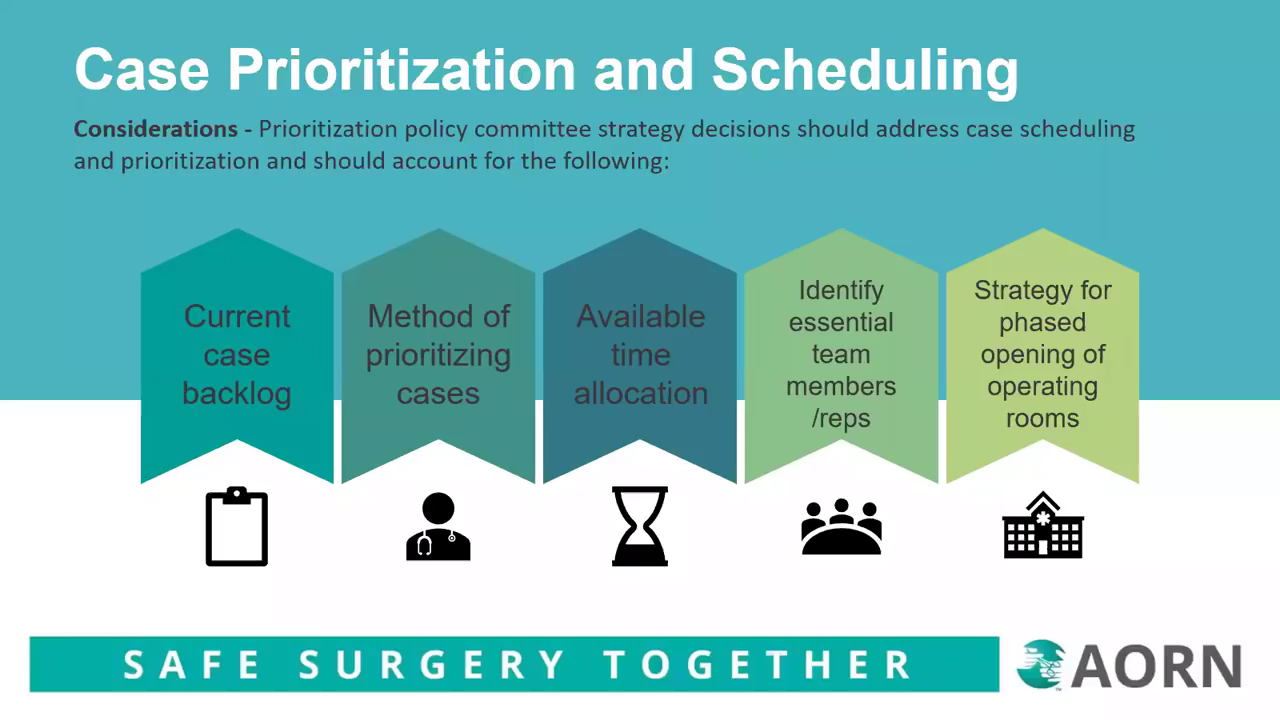 Case Prioritization and Scheduling
Considerations - Prioritization policy committee strategy decisions should address case scheduling
and prioritization and should account for the following:
Current
case
backlog
Method of
prioritizing
cases
Available
time
allocation
Identify
essential
team
members
/reps
Strategy for
phased
opening of
operating
rooms
SAFE SURGERY TOGETHER
AORN